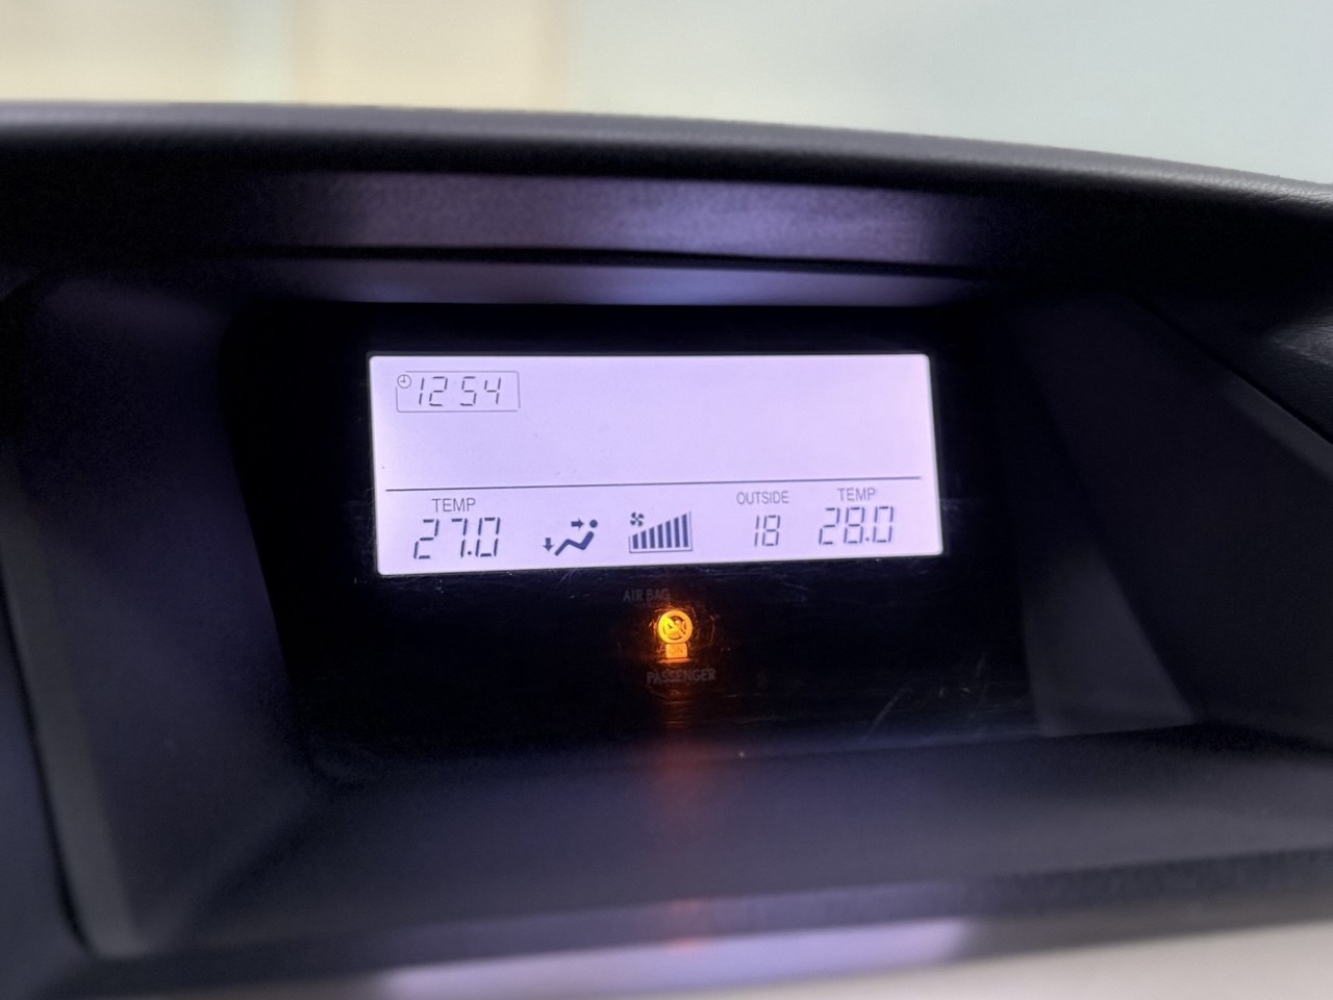 12:54
TEMP
27.0
OUTSIDE
18
TEMP
28.0
AIR BAG
ON
PASSENGER